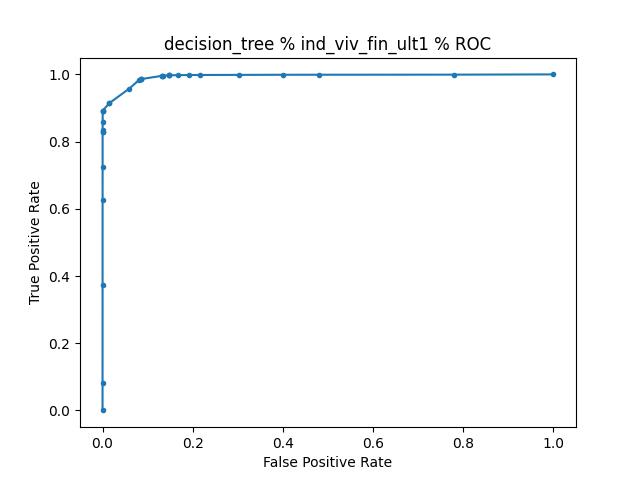 decision_tree % ind_viv_fin_ult1 % ROC
1.0
0.8
0.6
0.4
0.2
0.0
True Positive Rate
0.0 0.2 0.4 0.6 0.8 1.0
False Positive Rate